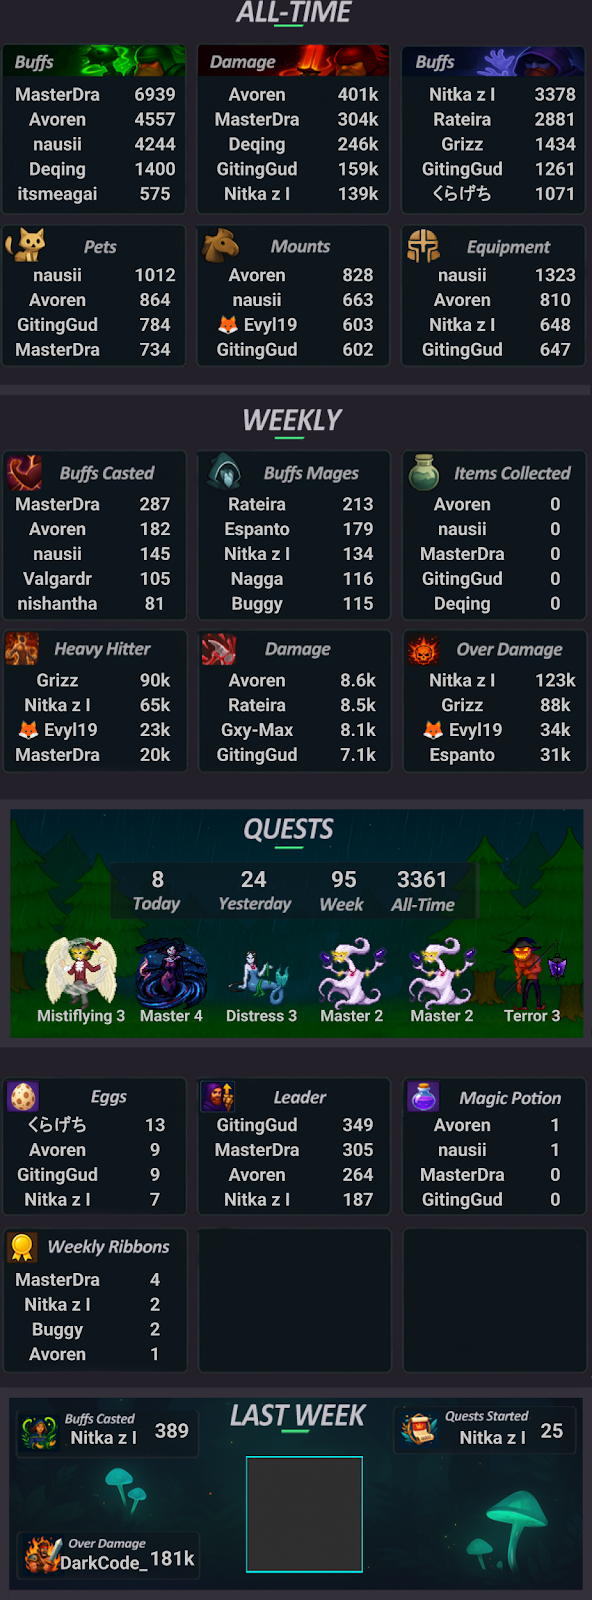 ALL-TIME
Buffs
MasterDra 6939
Avoren 4557
nausii 4244
Deqing 1400
itsmeagai 575
Damage
Avoren 401k
MasterDra 304k
Deqing 246k
GitingGud 159k
Nitka z I 139k
Buffs
Nitka z I 3378
Rateira 2881
Grizz 1434
GitingGud 1261
くらげち 1071
Pets
nausii 1012
Avoren 864
GitingGud 784
MasterDra 734
Mounts
Avoren 828
nausii 663
🦊 Evyl19 603
GitingGud 602
Equipment
nausii 1323
Avoren 810
Nitka z I 648
GitingGud 647
WEEKLY
Buffs Casted
MasterDra 287
Avoren 182
nausii 145
Valgardr 105
nishantha 81
Buffs Mages
Rateira 213
Espanto 179
Nitka z I 134
Nagga 116
Buggy 115
Items Collected
Avoren 0
nausii 0
MasterDra 0
GitingGud 0
Deqing 0
Heavy Hitter
Grizz 90k
Nitka z I 65k
🦊 Evyl19 23k
MasterDra 20k
Damage
Avoren 8.6k
Rateira 8.5k
Gxy-Max 8.1k
GitingGud 7.1k
Over Damage
Nitka z I 123k
Grizz 88k
🦊 Evyl19 34k
Espanto 31k
QUESTS
8 24 95 3361
Today Yesterday Week All-Time
Mistiflying 3 Master 4 Distress 3 Master 2 Master 2 Terror 3
Eggs
くらげち 13
Avoren 9
GitingGud 9
Nitka z I 7
Leader
GitingGud 349
MasterDra 305
Avoren 264
Nitka z I 187
Magic Potion
Avoren 1
nausii 1
MasterDra 0
GitingGud 0
Weekly Ribbons
MasterDra 4
Nitka z I 2
Buggy 2
Avoren 1
LAST WEEK
Buffs Casted
Nitka z I 389
Quests Started
Nitka z I 25
Over Damage
DarkCode_ 181k